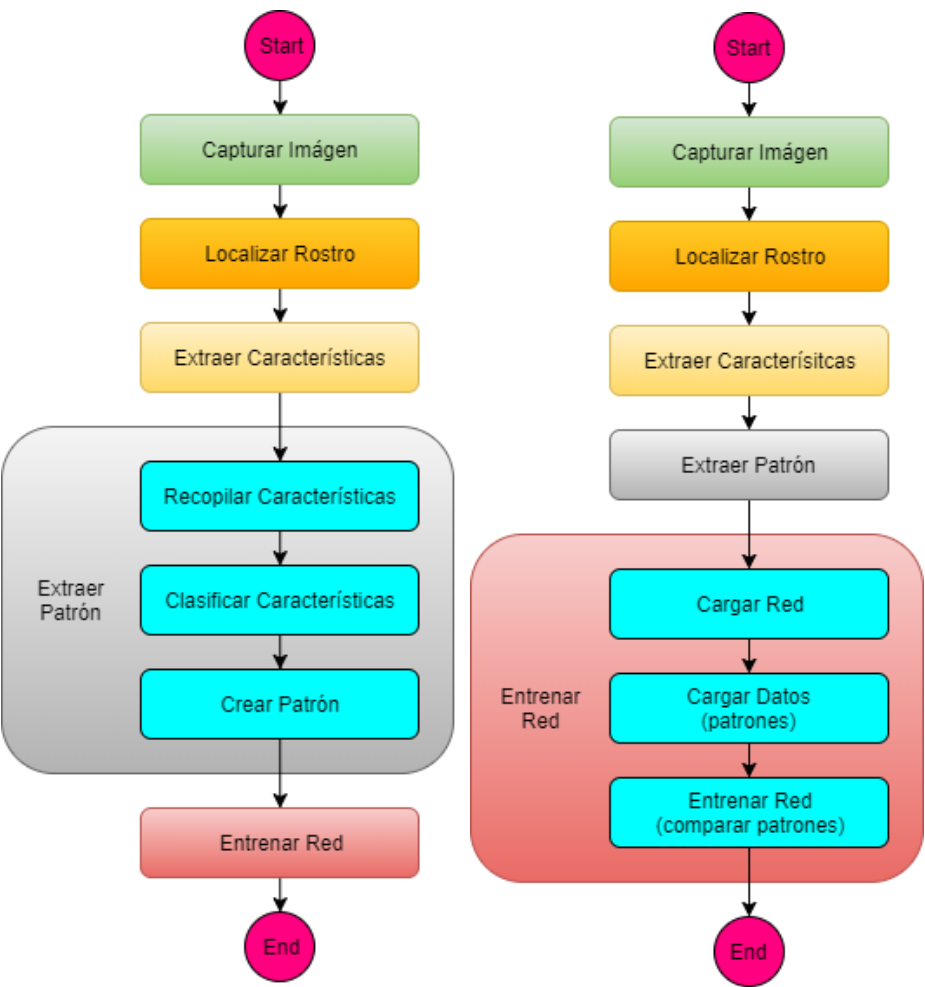 Start
Capturar Imágen
Localizar Rostro
Extraer Características
Recopilar Características
Extraer
Patrón
Clasificar Características
Crear Patrón
Entrenar Red
End
Start
Capturar Imágen
Localizar Rostro
Extraer Caracterísitcas
Extraer Patrón
Cargar Red
Entrenar
Red
Cargar Datos
(patrones)
Entrenar Red
(comparar patrones)
End